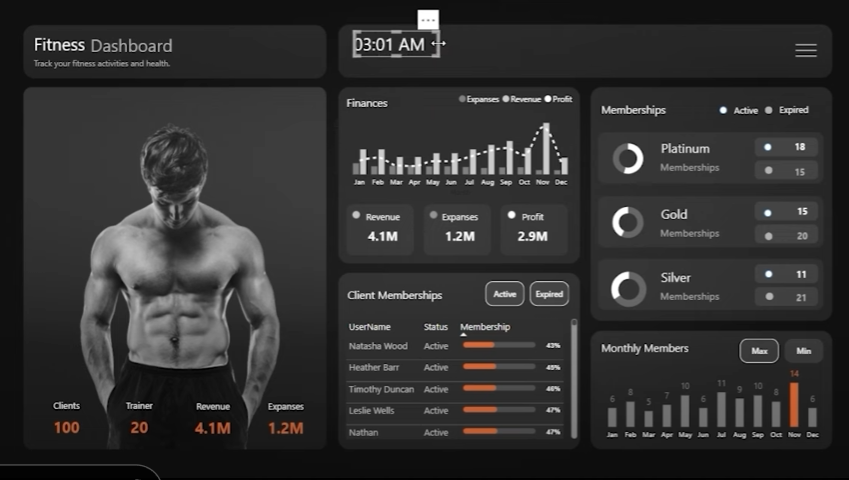 Fitness Dashboard
Track your fitness activities and health.
03:01 AM
Clients Trainer Revenue Expanses
100 20 4.1M 1.2M
Finances
Expanses Revenue Profit
Jan Feb Mar Apr May Jun Jul Aug Sep Oct Nov Dec
Revenue Expanses Profit
4.1M 1.2M 2.9M
Client Memberships
Active Expired
UserName Status Membership
Natasha Wood Active 43%
Heather Barr Active 45%
Timothy Duncan Active 46%
Leslie Wells Active 47%
Nathan Active 47%
Memberships
Active Expired
Platinum
Memberships
18
15
Gold
Memberships
15
20
Silver
Memberships
11
21
Monthly Members
Max Min
6 8 5 7 10 6 11 9 10 8 14 6
Jan Feb Mar Apr May Jun Jul Aug Sep Oct Nov Dec